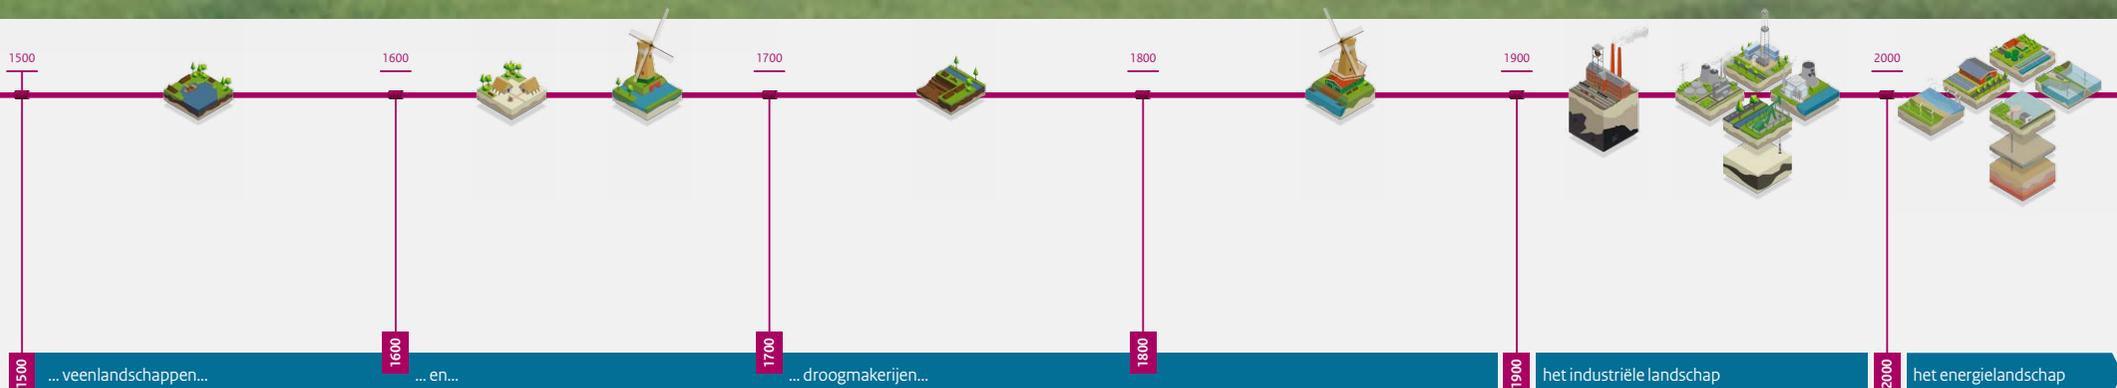 1500
1600
1700
1800
1900
2000
1500
1600
1700
1800
1900
2000
... veenlandschappen...
... en...
... droogmakerijen...
het industriële landschap
het energielandschap